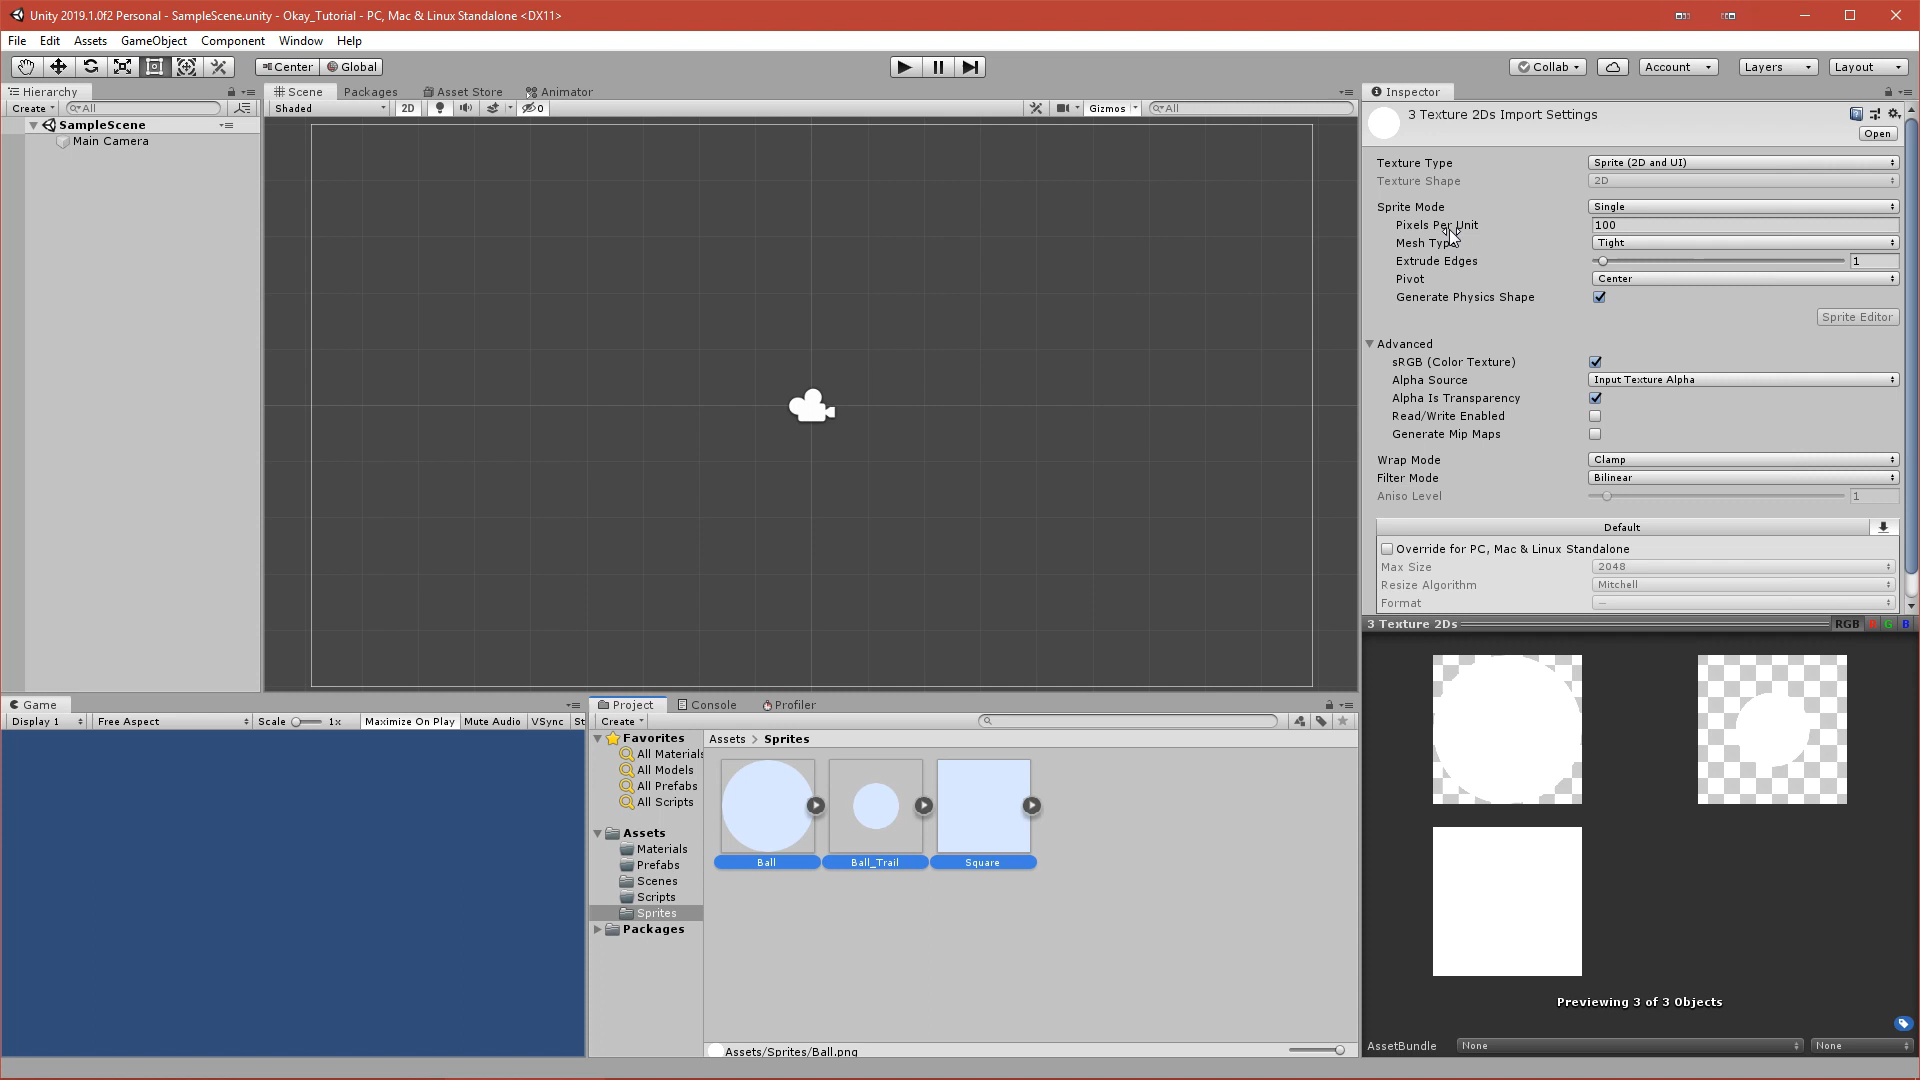 Unity 2019.1.0f2 Personal - SampleScene.unity - Okay_Tutorial - PC, Mac & Linux Standalone <DX11>
File Edit Assets GameObject Component Window Help
Center Global Collab Account Layers Layout
Hierarchy
Create All
SampleScene
Main Camera
Scene Packages Asset Store Animator
Shaded 2D 0 Gizmos All
Inspector
3 Texture 2Ds Import Settings
Open
Texture Type Sprite (2D and UI)
Texture Shape 2D
Sprite Mode Single
Pixels Per Unit 100
Mesh Type Tight
Extrude Edges 1
Pivot Center
Generate Physics Shape
Sprite Editor
Advanced
sRGB (Color Texture)
Alpha Source Input Texture Alpha
Alpha Is Transparency
Read/Write Enabled
Generate Mip Maps
Wrap Mode Clamp
Filter Mode Bilinear
Aniso Level 1
Default
Override for PC, Mac & Linux Standalone
Max Size 2048
Resize Algorithm Mitchell
Format —
3 Texture 2Ds RGB R G B
Previewing 3 of 3 Objects
AssetBundle None None
Game
Display 1 Free Aspect Scale 1x Maximize On Play Mute Audio VSync St
Project Console Profiler
Create
Favorites
All Materials
All Models
All Prefabs
All Scripts
Assets
Materials
Prefabs
Scenes
Scripts
Sprites
Packages
Assets > Sprites
Ball Ball_Trail Square
Assets/Sprites/Ball.png